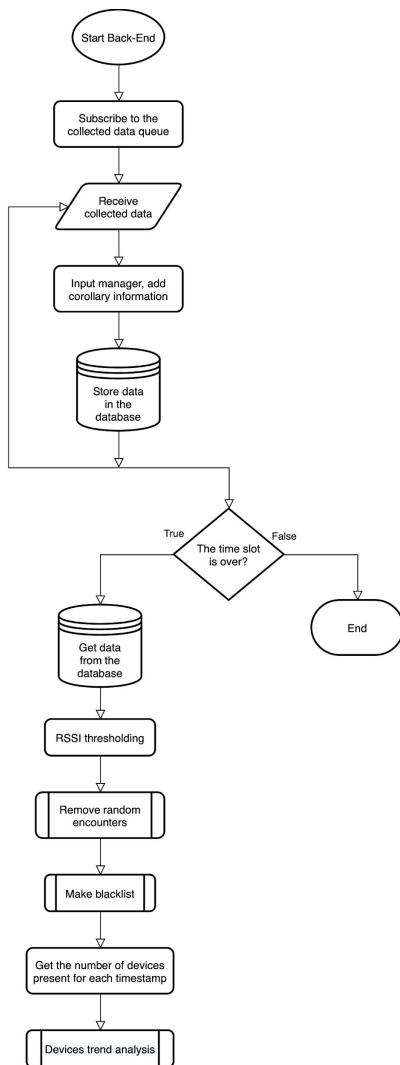 Start Back-End
Subscribe to the
collected data queue
Receive
collected data
Input manager, add
corollary information
Store data
in the
database
True
False
The time slot
is over?
Get data
from the
database
End
RSSI thresholding
Remove random
encounters
Make blacklist
Get the number of devices
present for each timestamp
Devices trend analysis